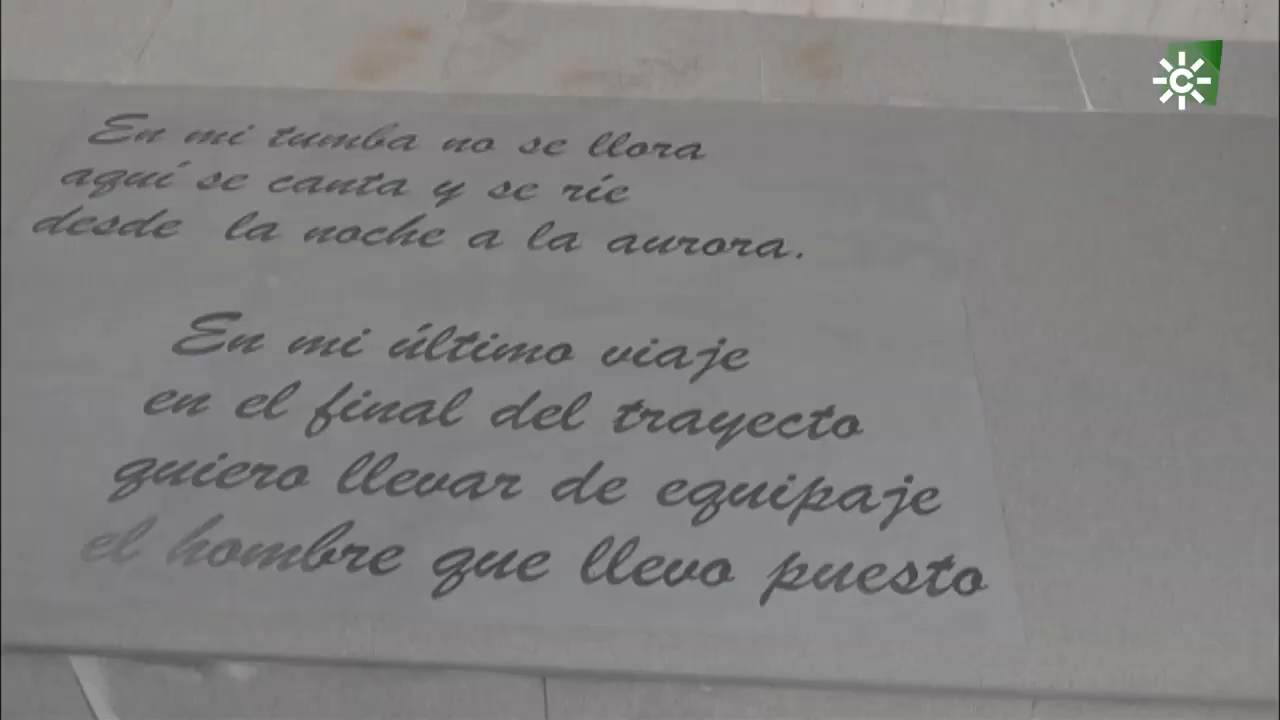 En mi tumba no se llora
aquí se canta y se ríe
desde la noche a la aurora.
En mi último viaje
en el final del trayecto
quiero llevar de equipaje
el hombre que llevo puesto
C